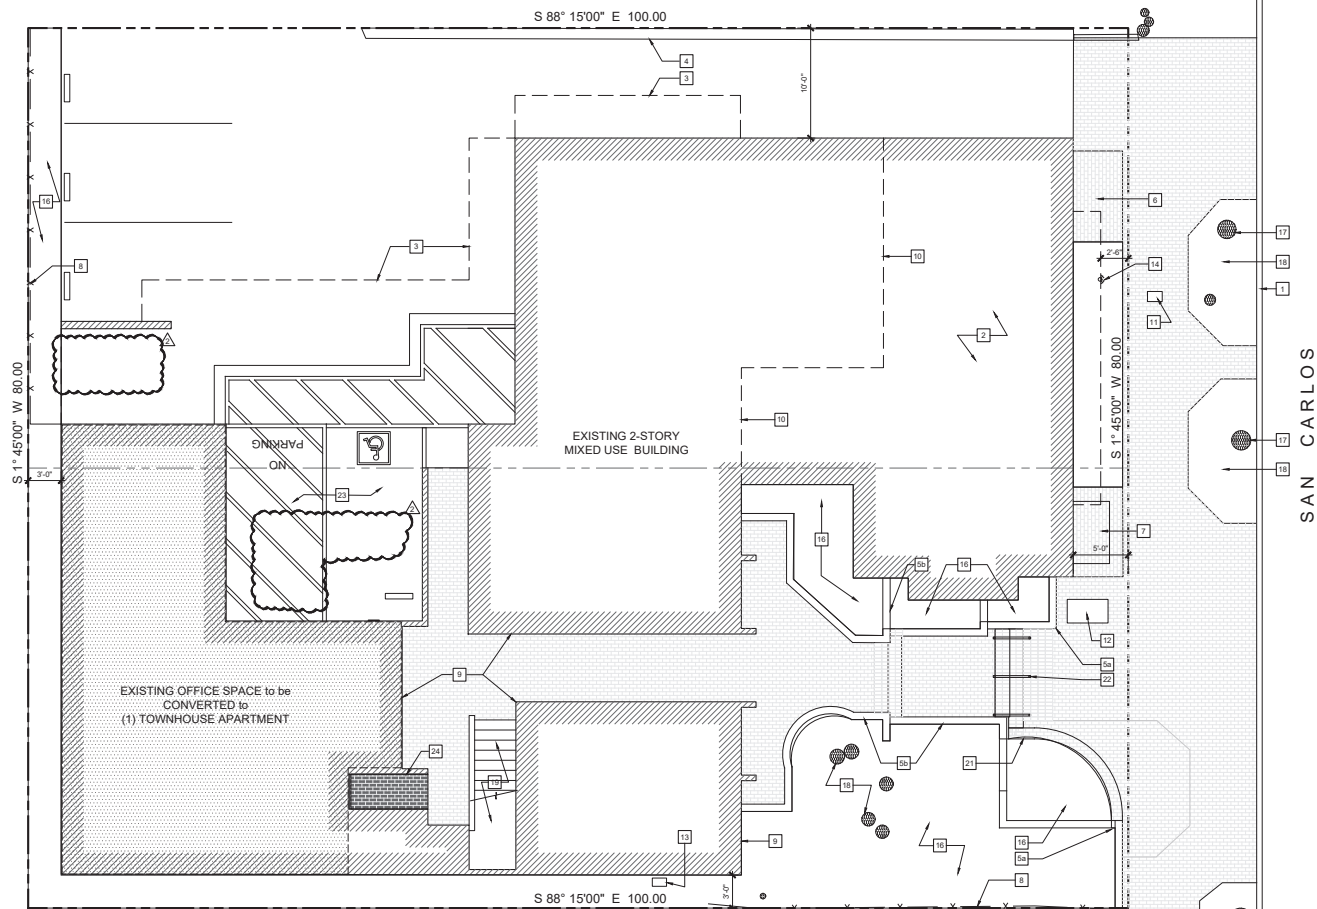 S 88° 15'00" E 100.00
4
3
10'-0"
16
6
17
3
10
2'-6"
14
18
8
1
11
2
2
S 1° 45'00" W 80.00
S 1° 45'00" W 80.00
SAN CARLOS
10
EXISTING 2-STORY
MIXED USE BUILDING
NO
PARKING
17
3'-0"
18
23
2
7
16
5'-0"
5b
16
12
5a
22
9
EXISTING OFFICE SPACE to be
CONVERTED to
(1) TOWNHOUSE APARTMENT
24
5b
21
19
18
13
9
16
16
5a
8
3'-0"
S 88° 15'00" E 100.00